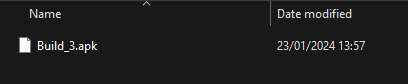 Name Date modified
Build_3.apk 23/01/2024 13:57